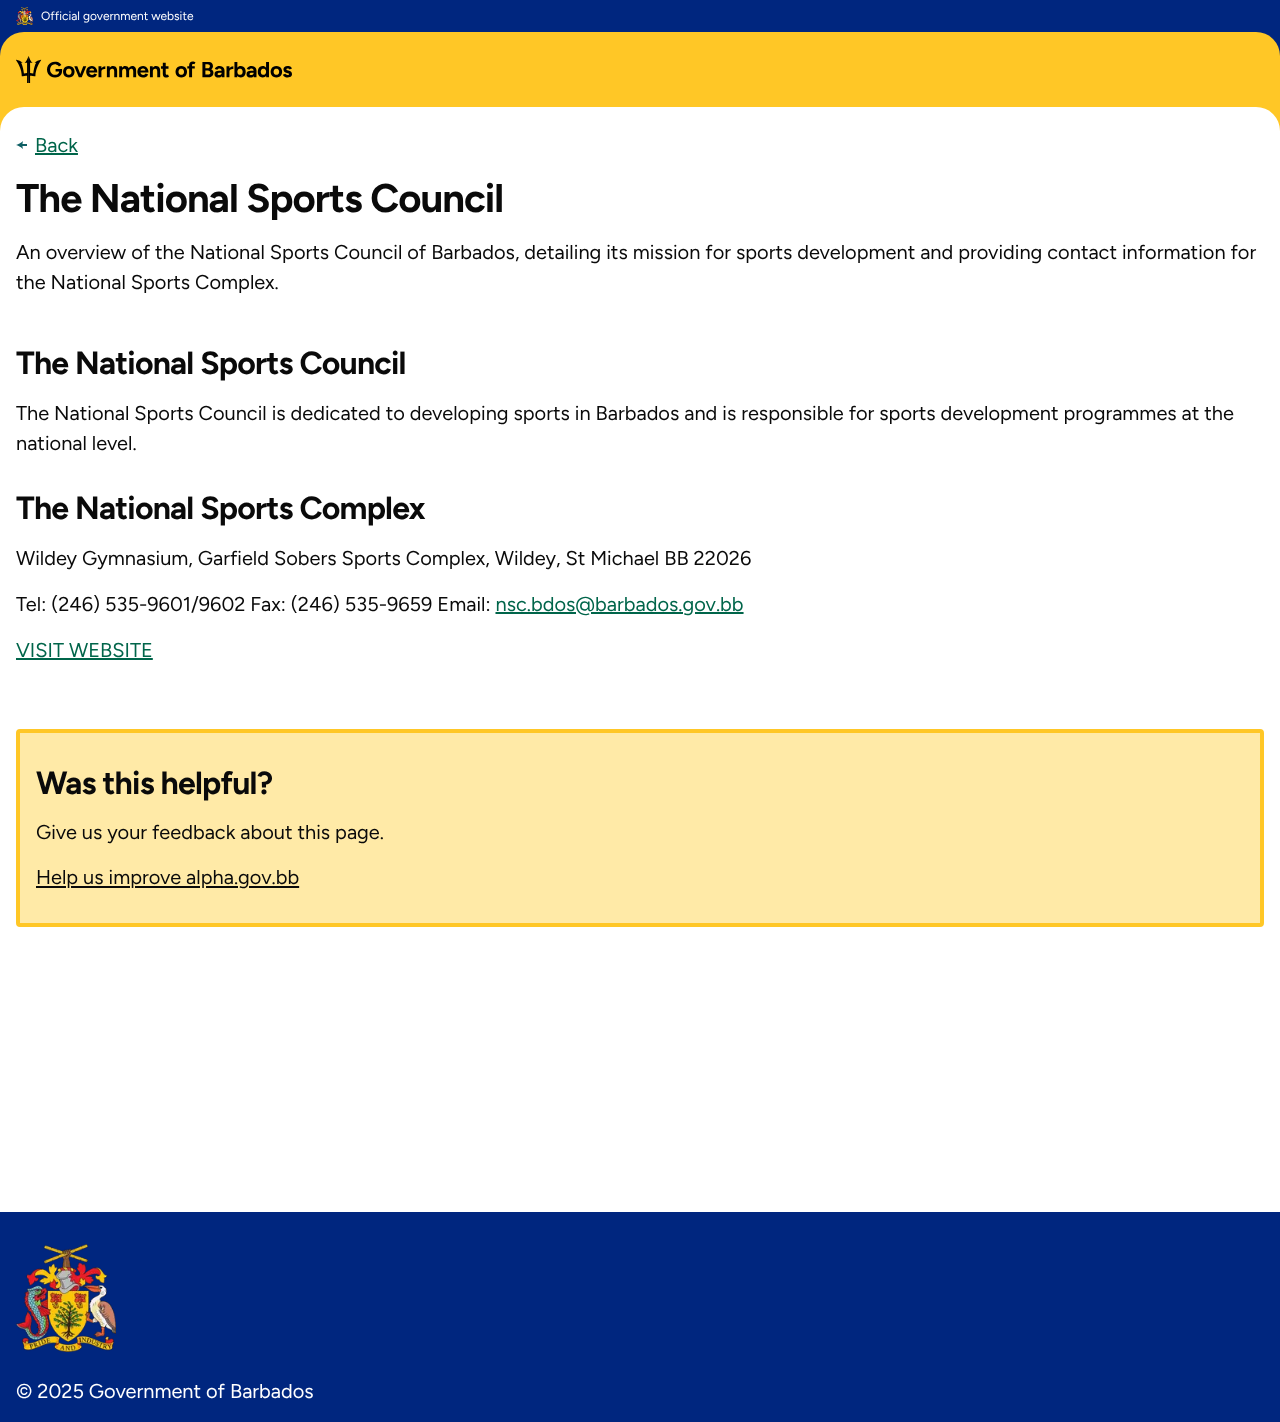 Official government website
Government of Barbados
Back
The National Sports Council
An overview of the National Sports Council of Barbados, detailing its mission for sports development and providing contact information for
the National Sports Complex.
The National Sports Council
The National Sports Council is dedicated to developing sports in Barbados and is responsible for sports development programmes at the
national level.
The National Sports Complex
Wildey Gymnasium, Garfield Sobers Sports Complex, Wildey, St Michael BB 22026
Tel: (246) 535-9601/9602 Fax: (246) 535-9659 Email: nsc.bdos@barbados.gov.bb
VISIT WEBSITE
Was this helpful?
Give us your feedback about this page.
Help us improve alpha.gov.bb
PRIDE AND INDUSTRY
© 2025 Government of Barbados